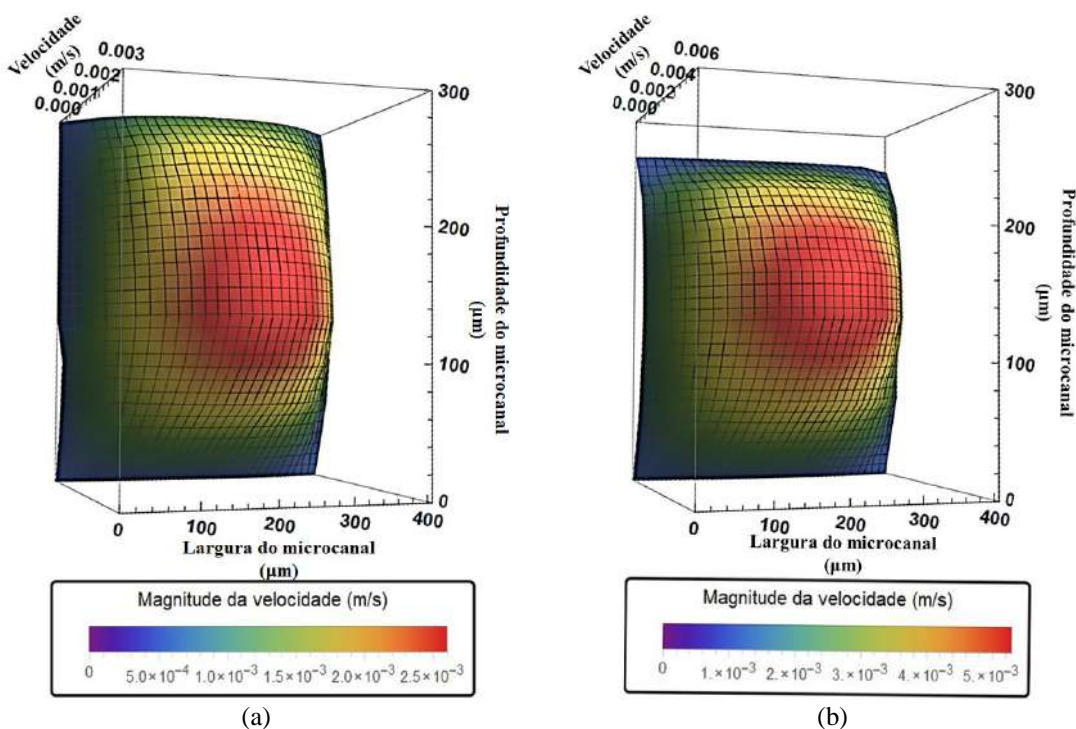 Velocidade
(m/s)
0.003
0.002
0.001
0.000
300
200
100
0
Profundidade do microcanal
(µm)
0 100 200 300 400
Largura do microcanal
(µm)
Magnitude da velocidade (m/s)
0 5.0×10⁻⁴ 1.0×10⁻³ 1.5×10⁻³ 2.0×10⁻³ 2.5×10⁻³
(a)
Velocidade
(m/s)
0.006
0.004
0.002
0.000
300
200
100
0
Profundidade do microcanal
(µm)
0 100 200 300 400
Largura do microcanal
(µm)
Magnitude da velocidade (m/s)
0 1.×10⁻³ 2.×10⁻³ 3.×10⁻³ 4.×10⁻³ 5.×10⁻³
(b)